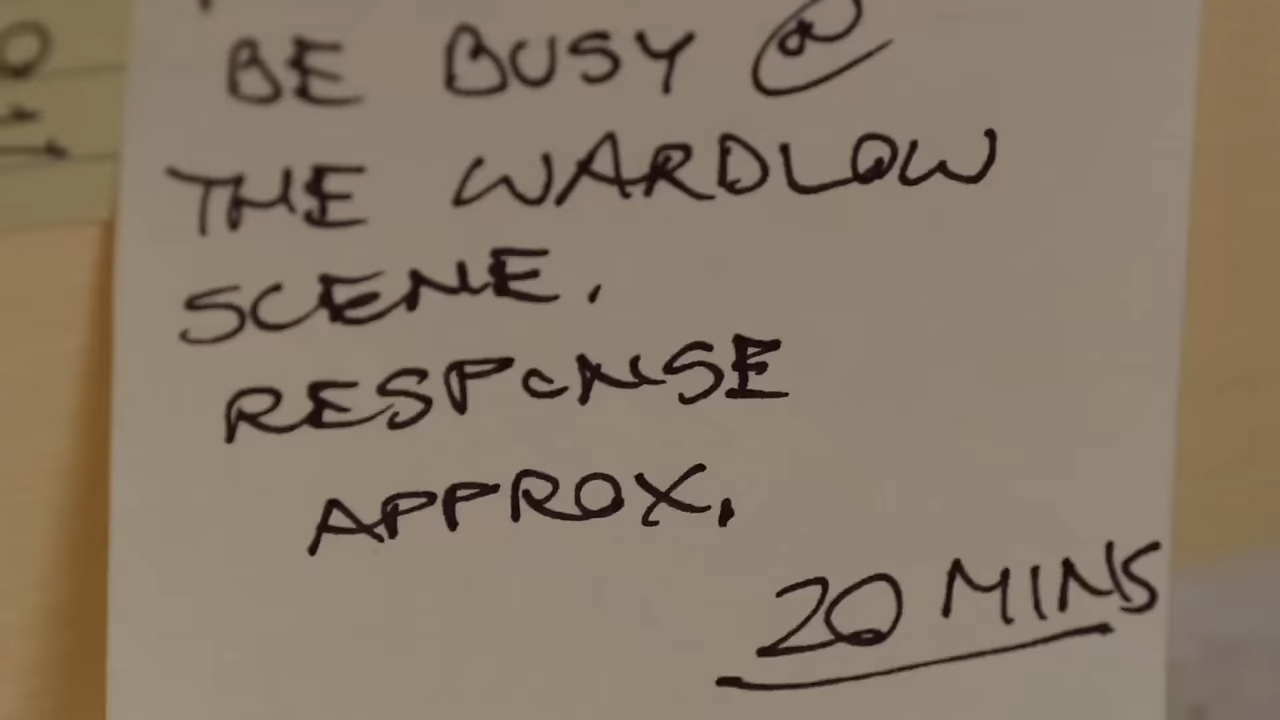 BE BUSY @
THE WARDLOW
SCENE.
RESPONSE
APPROX.
20 MINS